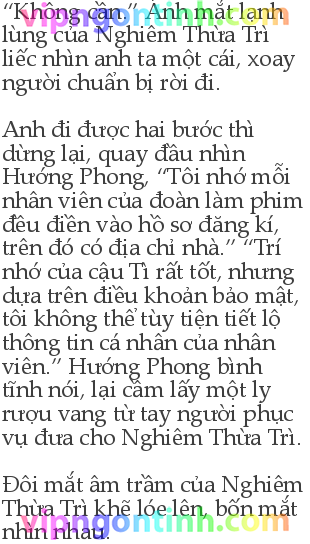 “Không cần.” Ánh mắt lạnh
lùng của Nghiêm Thừa Trì
liếc nhìn anh ta một cái, xoay
người chuẩn bị rời đi.
Anh đi được hai bước thì
dừng lại, quay đầu nhìn
Hướng Phong, “Tôi nhớ mỗi
nhân viên của đoàn làm phim
đều điền vào hồ sơ đăng kí,
trên đó có địa chỉ nhà.” “Trí
nhớ của cậu Tì rất tốt, nhưng
dựa trên điều khoản bảo mật,
tôi không thể tùy tiện tiết lộ
thông tin cá nhân của nhân
viên.” Hướng Phong bình
tĩnh nói, lại cầm lấy một ly
rượu vang từ tay người phục
vụ đưa cho Nghiêm Thừa Trì.
Đôi mắt âm trầm của Nghiêm
Thừa Trì khẽ lóe lên, bốn mắt
nhìn nhau.
vipngontinh.com
vipngontinh.com